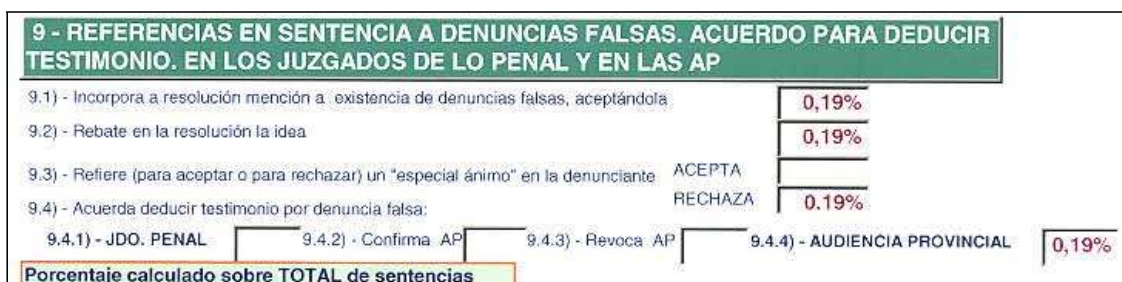 9 - REFERENCIAS EN SENTENCIA A DENUNCIAS FALSAS. ACUERDO PARA DEDUCIR
TESTIMONIO. EN LOS JUZGADOS DE LO PENAL Y EN LAS AP
9.1) - Incorpora a resolución mención a existencia de denuncias falsas, aceptándola 0,19%
9.2) - Rebate en la resolución la idea 0,19%
9.3) - Refiere (para aceptar o para rechazar) un "especial ánimo" en la denunciante ACEPTA
RECHAZA 0.19%
9.4) - Acuerda deducir testimonio por denuncia falsa:
9.4.1) - JDO. PENAL 9.4.2) - Confirma AP 9.4.3) - Revoca AP 9.4.4) - AUDIENCIA PROVINCIAL 0,19%
Porcentaje calculado sobre TOTAL de sentencias